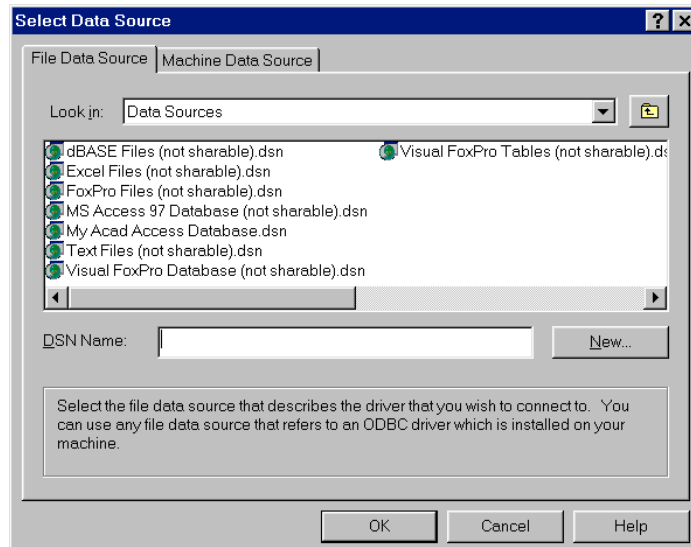 Select Data Source
File Data Source Machine Data Source
Look in: Data Sources
dBASE Files (not sharable).dsn
Excel Files (not sharable).dsn
FoxPro Files (not sharable).dsn
MS Access 97 Database (not sharable).dsn
My Acad Access Database.dsn
Text Files (not sharable).dsn
Visual FoxPro Database (not sharable).dsn
Visual FoxPro Tables (not sharable).ds
DSN Name: New...
Select the file data source that describes the driver that you wish to connect to. You
can use any file data source that refers to an ODBC driver which is installed on your
machine.
OK Cancel Help